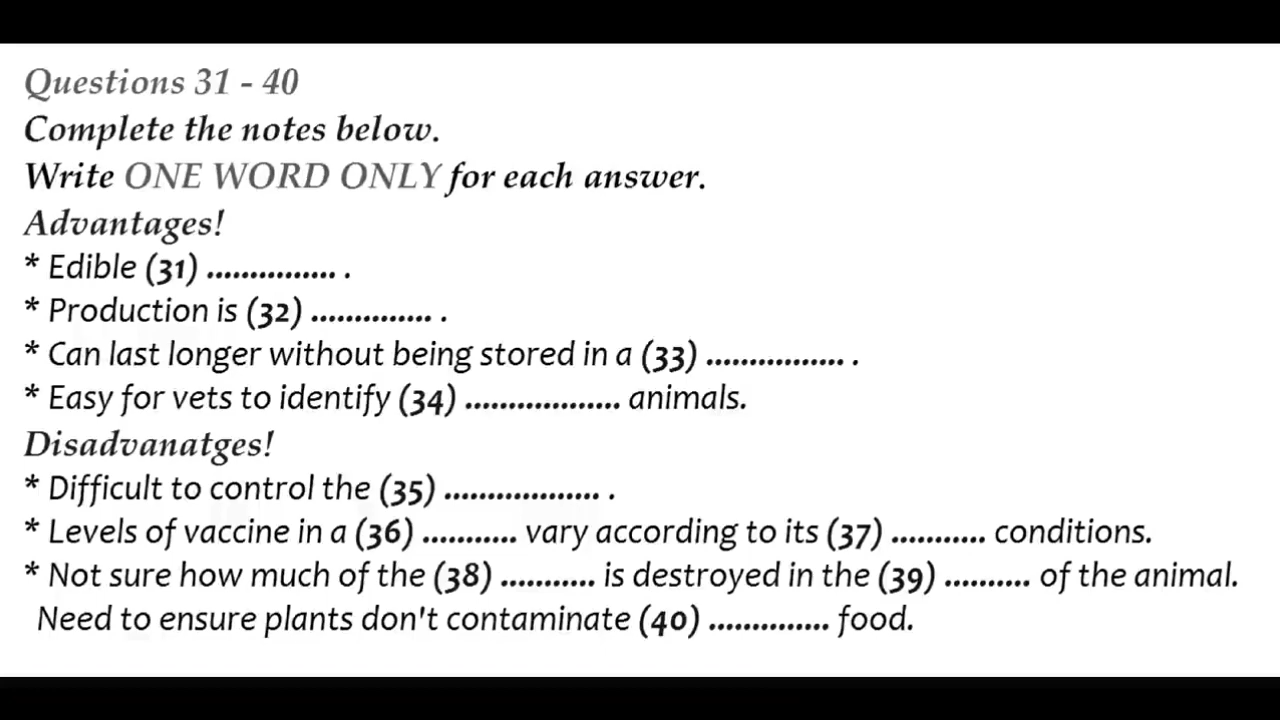 Questions 31 - 40
Complete the notes below.
Write ONE WORD ONLY for each answer.
Advantages!
* Edible (31) ............... .
* Production is (32) .............. .
* Can last longer without being stored in a (33) ................ .
* Easy for vets to identify (34) .................. animals.
Disadvanatges!
* Difficult to control the (35) .................. .
* Levels of vaccine in a (36) ........... vary according to its (37) ........... conditions.
* Not sure how much of the (38) ........... is destroyed in the (39) .......... of the animal.
Need to ensure plants don't contaminate (40) .............. food.